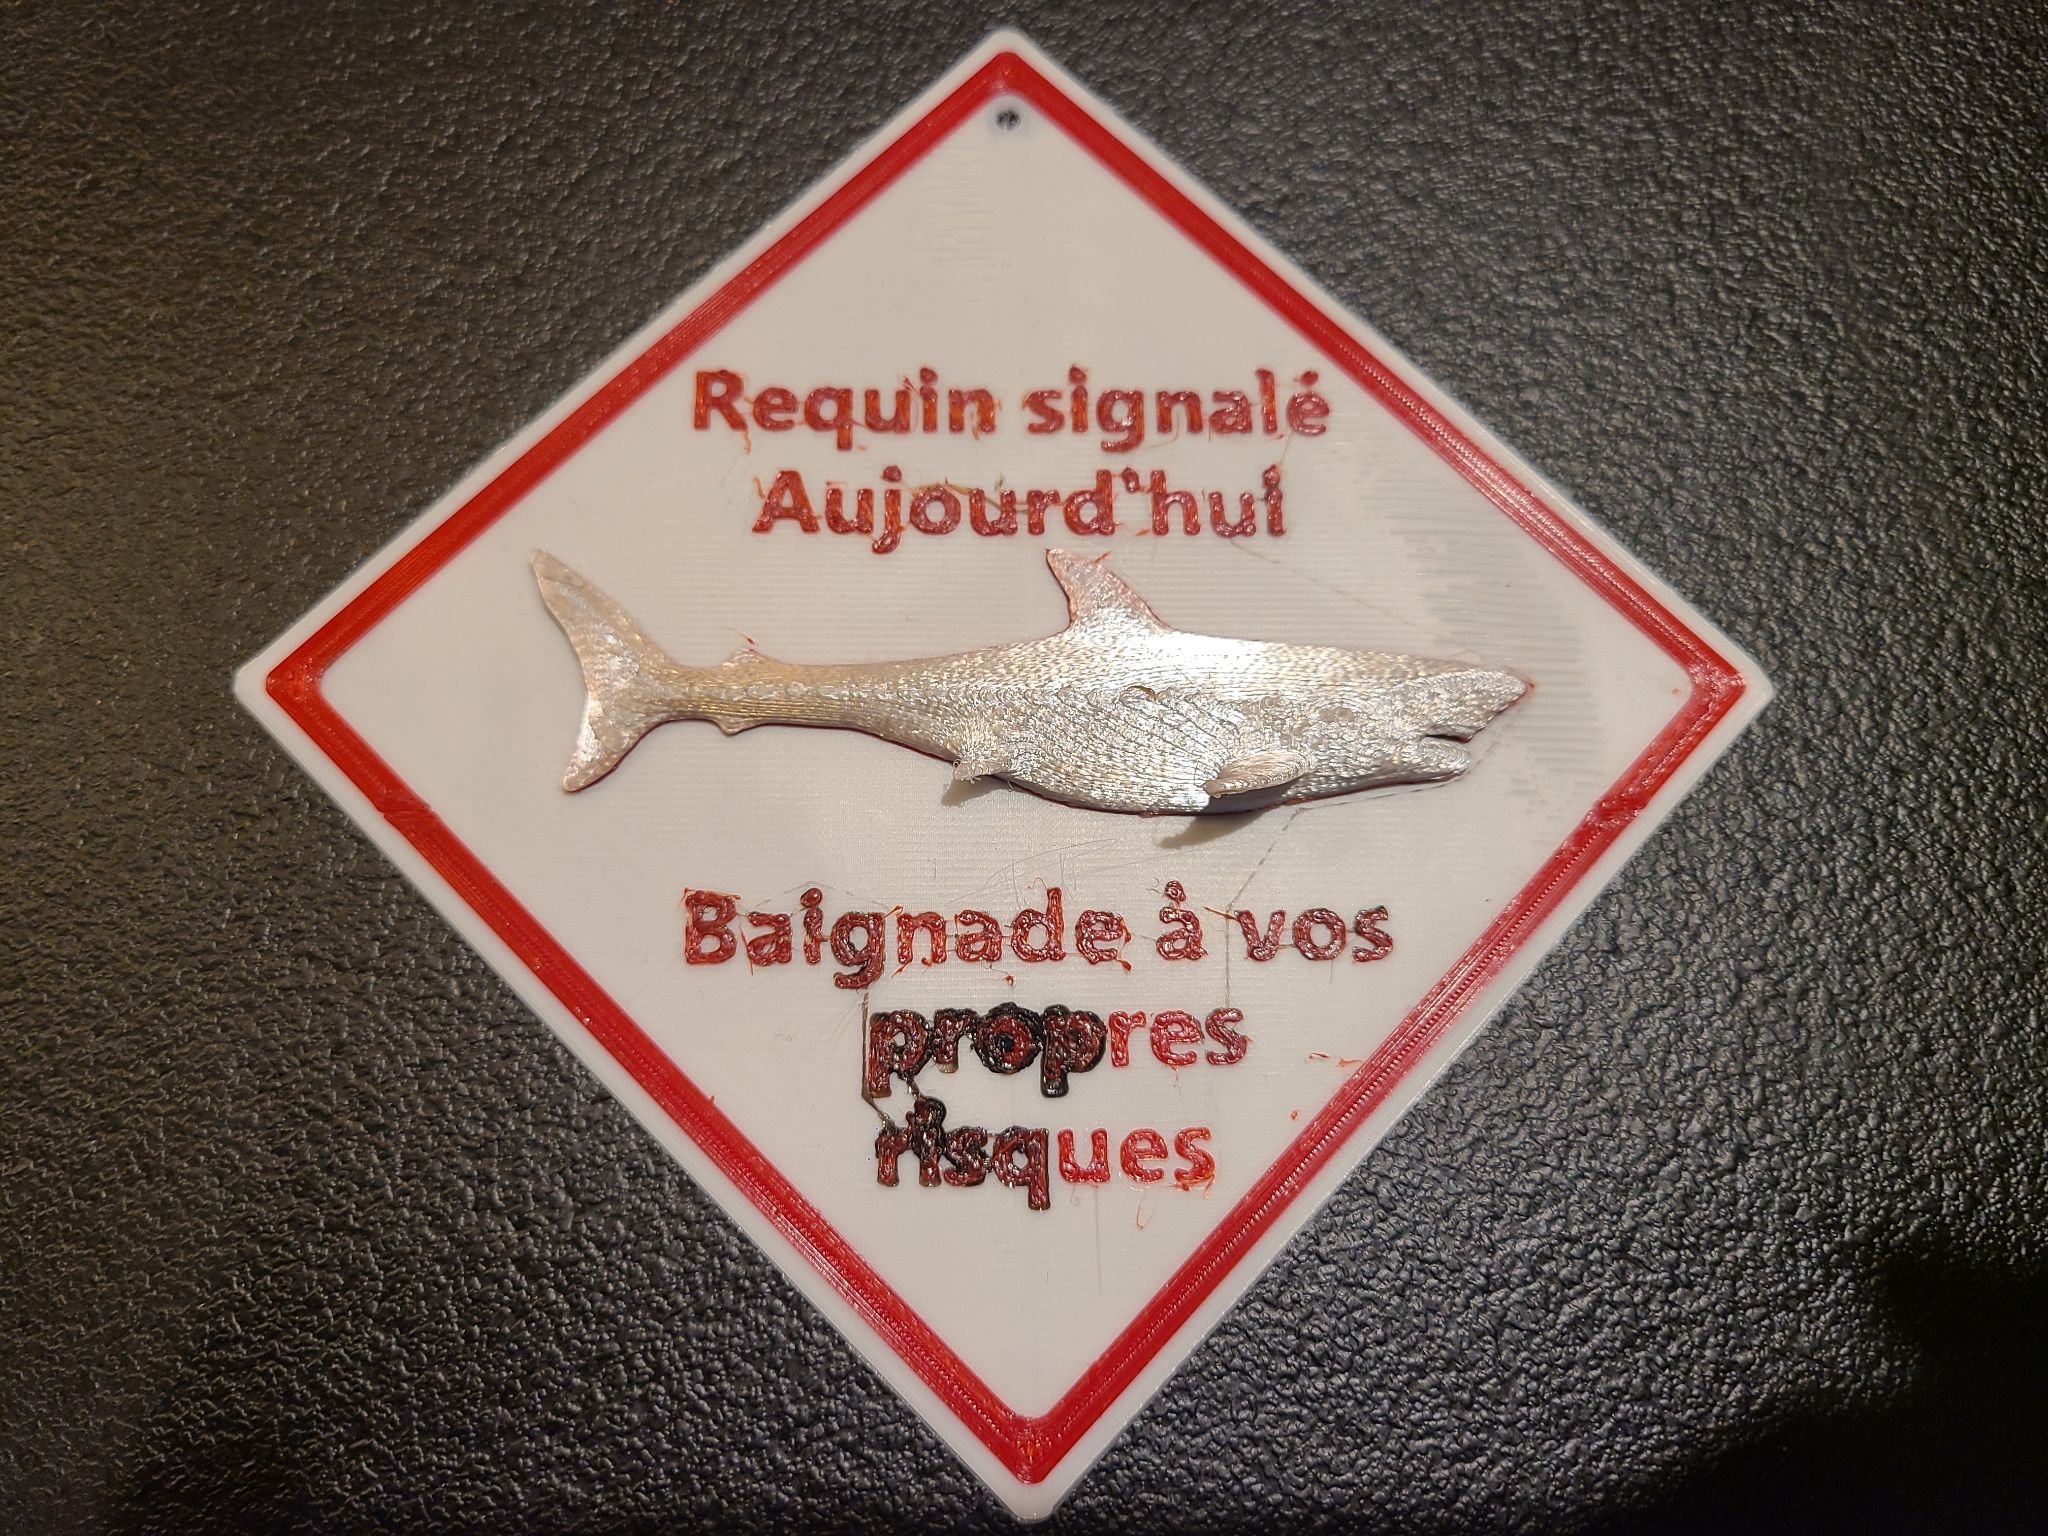 Requin signalé
Aujourd'hui
Baignade à vos
propres
risques